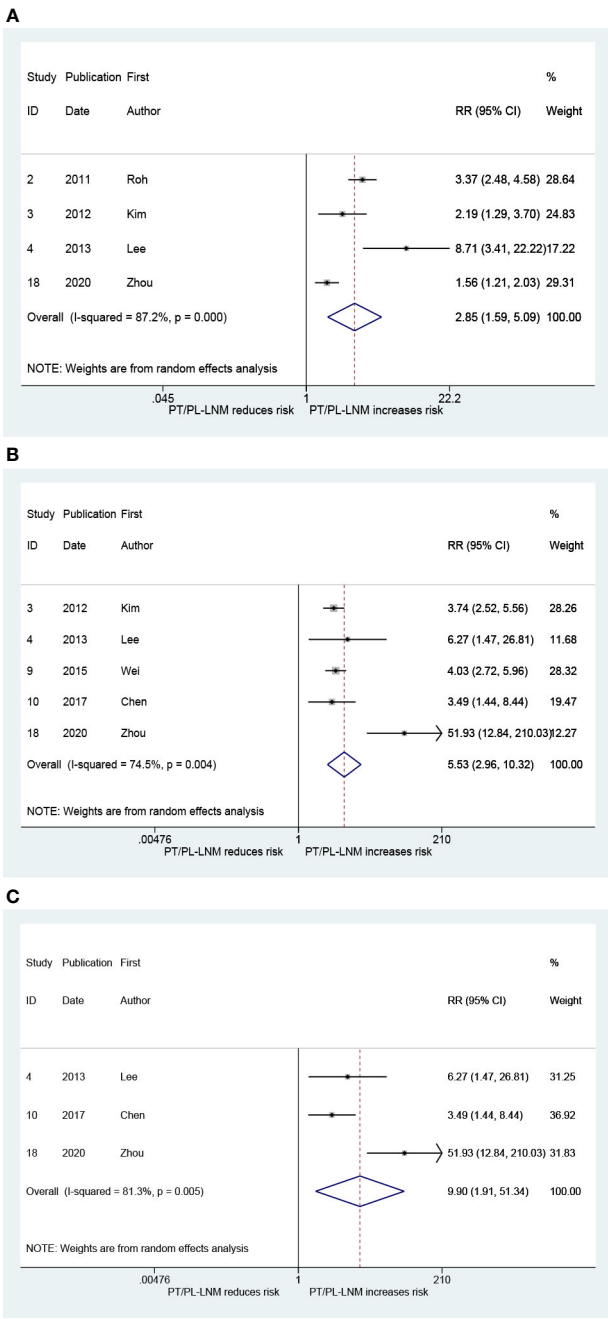 A
Study Publication First %
ID Date Author RR (95% CI) Weight
2 2011 Roh 3.37 (2.48, 4.58) 28.64
3 2012 Kim 2.19 (1.29, 3.70) 24.83
4 2013 Lee 8.71 (3.41, 22.22)17.22
18 2020 Zhou 1.56 (1.21, 2.03) 29.31
Overall (I-squared = 87.2%, p = 0.000) 2.85 (1.59, 5.09) 100.00
NOTE: Weights are from random effects analysis
.045 1 22.2
PT/PL-LNM reduces risk PT/PL-LNM increases risk
B
Study Publication First %
ID Date Author RR (95% CI) Weight
3 2012 Kim 3.74 (2.52, 5.56) 28.26
4 2013 Lee 6.27 (1.47, 26.81) 11.68
9 2015 Wei 4.03 (2.72, 5.96) 28.32
10 2017 Chen 3.49 (1.44, 8.44) 19.47
18 2020 Zhou 51.93 (12.84, 210.03)12.27
Overall (I-squared = 74.5%, p = 0.004) 5.53 (2.96, 10.32) 100.00
NOTE: Weights are from random effects analysis
.00476 1 210
PT/PL-LNM reduces risk PT/PL-LNM increases risk
C
Study Publication First %
ID Date Author RR (95% CI) Weight
4 2013 Lee 6.27 (1.47, 26.81) 31.25
10 2017 Chen 3.49 (1.44, 8.44) 36.92
18 2020 Zhou 51.93 (12.84, 210.03) 31.83
Overall (I-squared = 81.3%, p = 0.005) 9.90 (1.91, 51.34) 100.00
NOTE: Weights are from random effects analysis
.00476 1 210
PT/PL-LNM reduces risk PT/PL-LNM increases risk